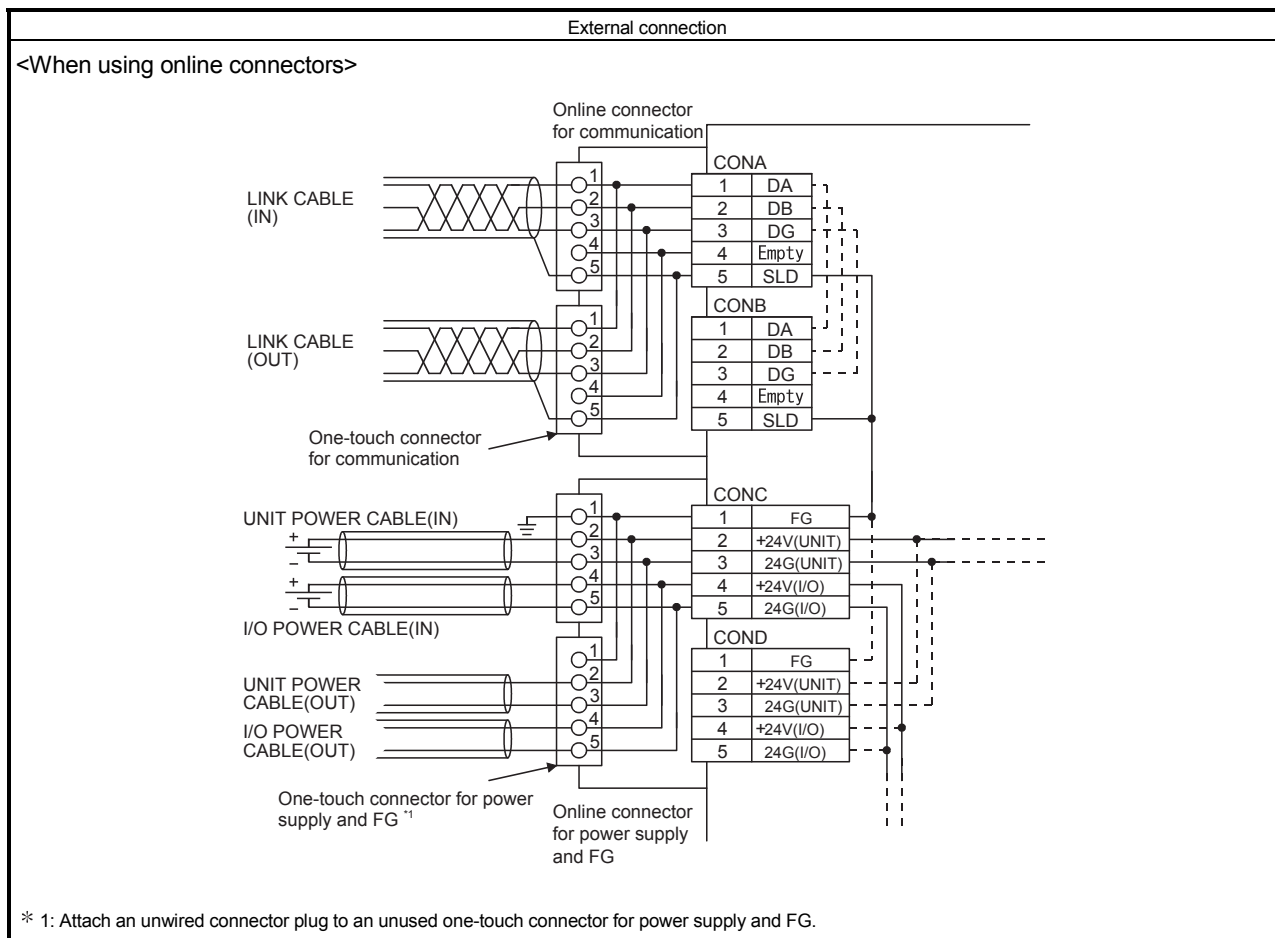 External connection
<When using online connectors>
Online connector
for communication
LINK CABLE
(IN)
1
2
3
4
5
CONA
1 DA
2 DB
3 DG
4 Empty
5 SLD
LINK CABLE
(OUT)
1
2
3
4
5
CONB
1 DA
2 DB
3 DG
4 Empty
5 SLD
One-touch connector
for communication
UNIT POWER CABLE(IN)
+
−
+
−
I/O POWER CABLE(IN)
1
2
3
4
5
CONC
1 FG
2 +24V(UNIT)
3 24G(UNIT)
4 +24V(I/O)
5 24G(I/O)
UNIT POWER
CABLE(OUT)
I/O POWER
CABLE(OUT)
1
2
3
4
5
COND
1 FG
2 +24V(UNIT)
3 24G(UNIT)
4 +24V(I/O)
5 24G(I/O)
One-touch connector for power
supply and FG *1
Online connector
for power supply
and FG
* 1: Attach an unwired connector plug to an unused one-touch connector for power supply and FG.